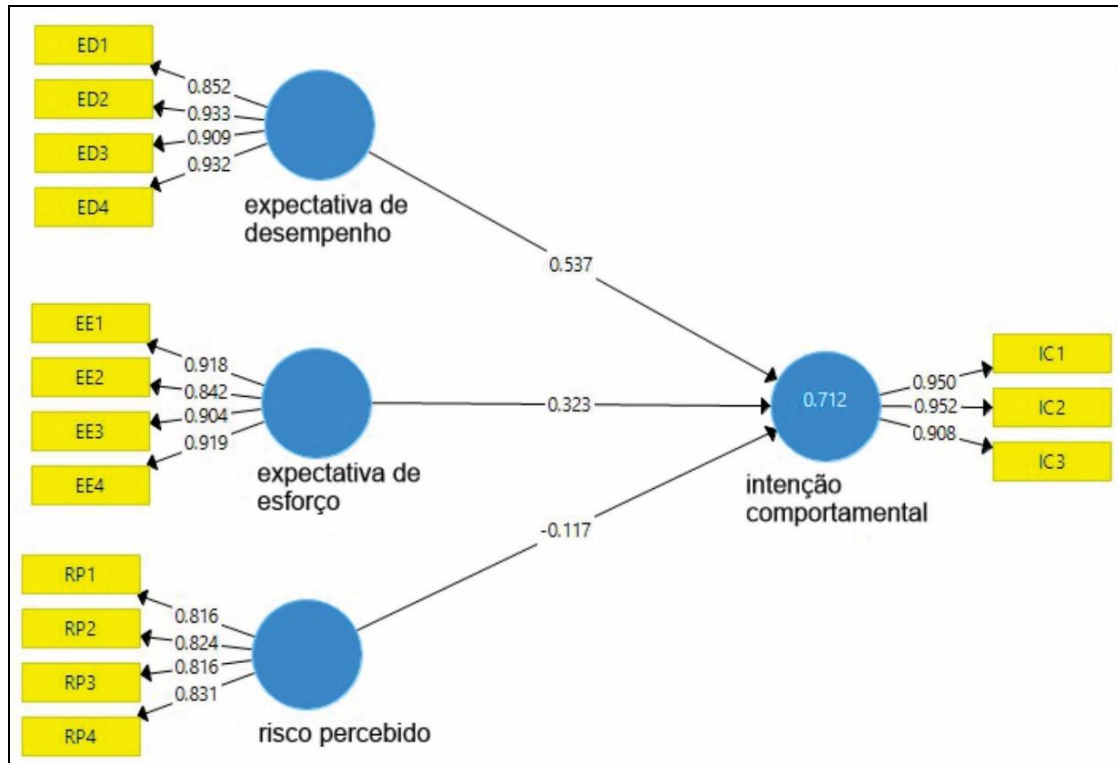 ED1
ED2
ED3
ED4
0.852
0.933
0.909
0.932
expectativa de
desempenho
0.537
EE1
EE2
EE3
EE4
0.918
0.842
0.904
0.919
expectativa de
esforço
0.323
RP1
RP2
RP3
RP4
0.816
0.824
0.816
0.831
risco percebido
-0.117
0.712
intenção
comportamental
0.950
0.952
0.908
IC1
IC2
IC3